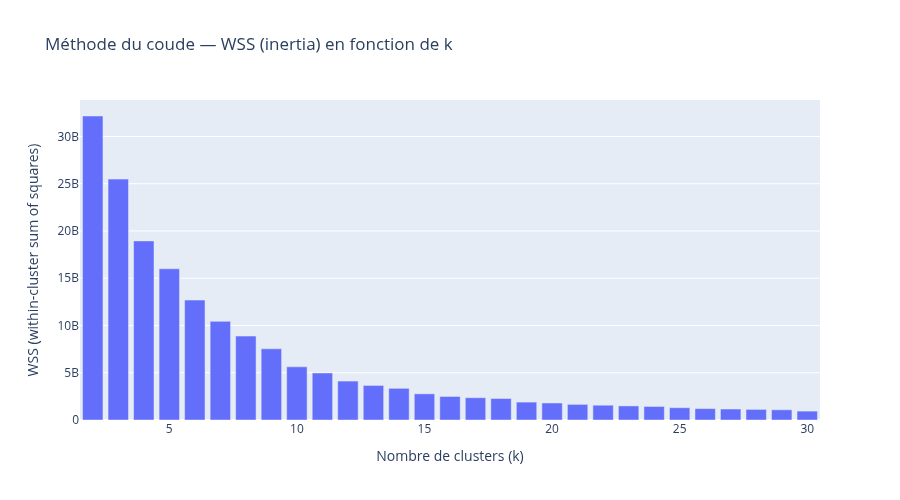 Méthode du coude — WSS (inertia) en fonction de k
WSS (within-cluster sum of squares)
30B
25B
20B
15B
10B
5B
0
5
10
15
20
25
30
Nombre de clusters (k)